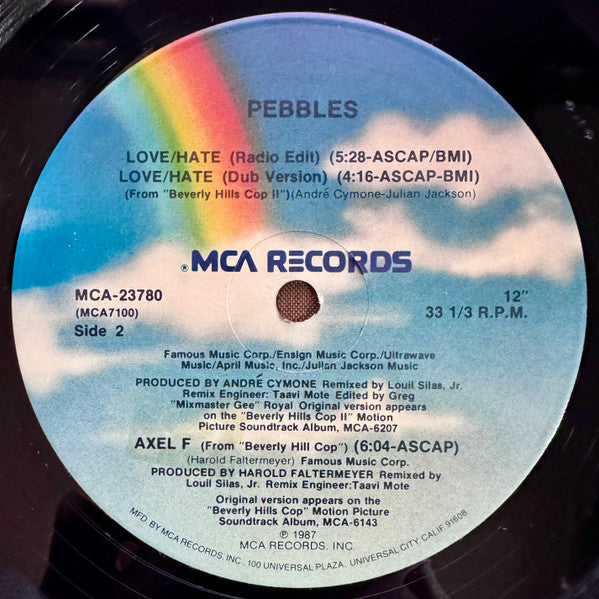 PEBBLES
LOVE/HATE (Radio Edit) (5:28-ASCAP/BMI)
LOVE/HATE (Dub Version) (4:16-ASCAP-BMI)
(From "Beverly Hills Cop II") (André Cymone-Julian Jackson)
®MCA RECORDS
MCA-23780
(MCA7100)
Side 2
12"
33 1/3 R.P.M.
Famous Music Corp./Ensign Music Corp./Ultrawave
Music/April Music, Inc./Julian Jackson Music
PRODUCED BY ANDRÉ CYMONE Remixed by Louil Silas, Jr.
Remix Engineer: Taavi Mote Edited by Greg
"Mixmaster Gee" Royal Original version appears
on the "Beverly Hills Cop II" Motion
Picture Soundtrack Album, MCA-6207
AXEL F (From "Beverly Hill Cop") (6:04-ASCAP)
(Harold Faltermeyer) Famous Music Corp.
PRODUCED BY HAROLD FALTERMEYER Remixed by
Louil Silas, Jr. Remix Engineer:Taavi Mote
Original version appears on the
"Beverly Hills Cop" Motion Picture
Soundtrack Album, MCA-6143
℗ 1987
MCA RECORDS, INC.
MFD. BY MCA RECORDS, INC., 100 UNIVERSAL PLAZA, UNIVERSAL CITY, CALIF. 91608